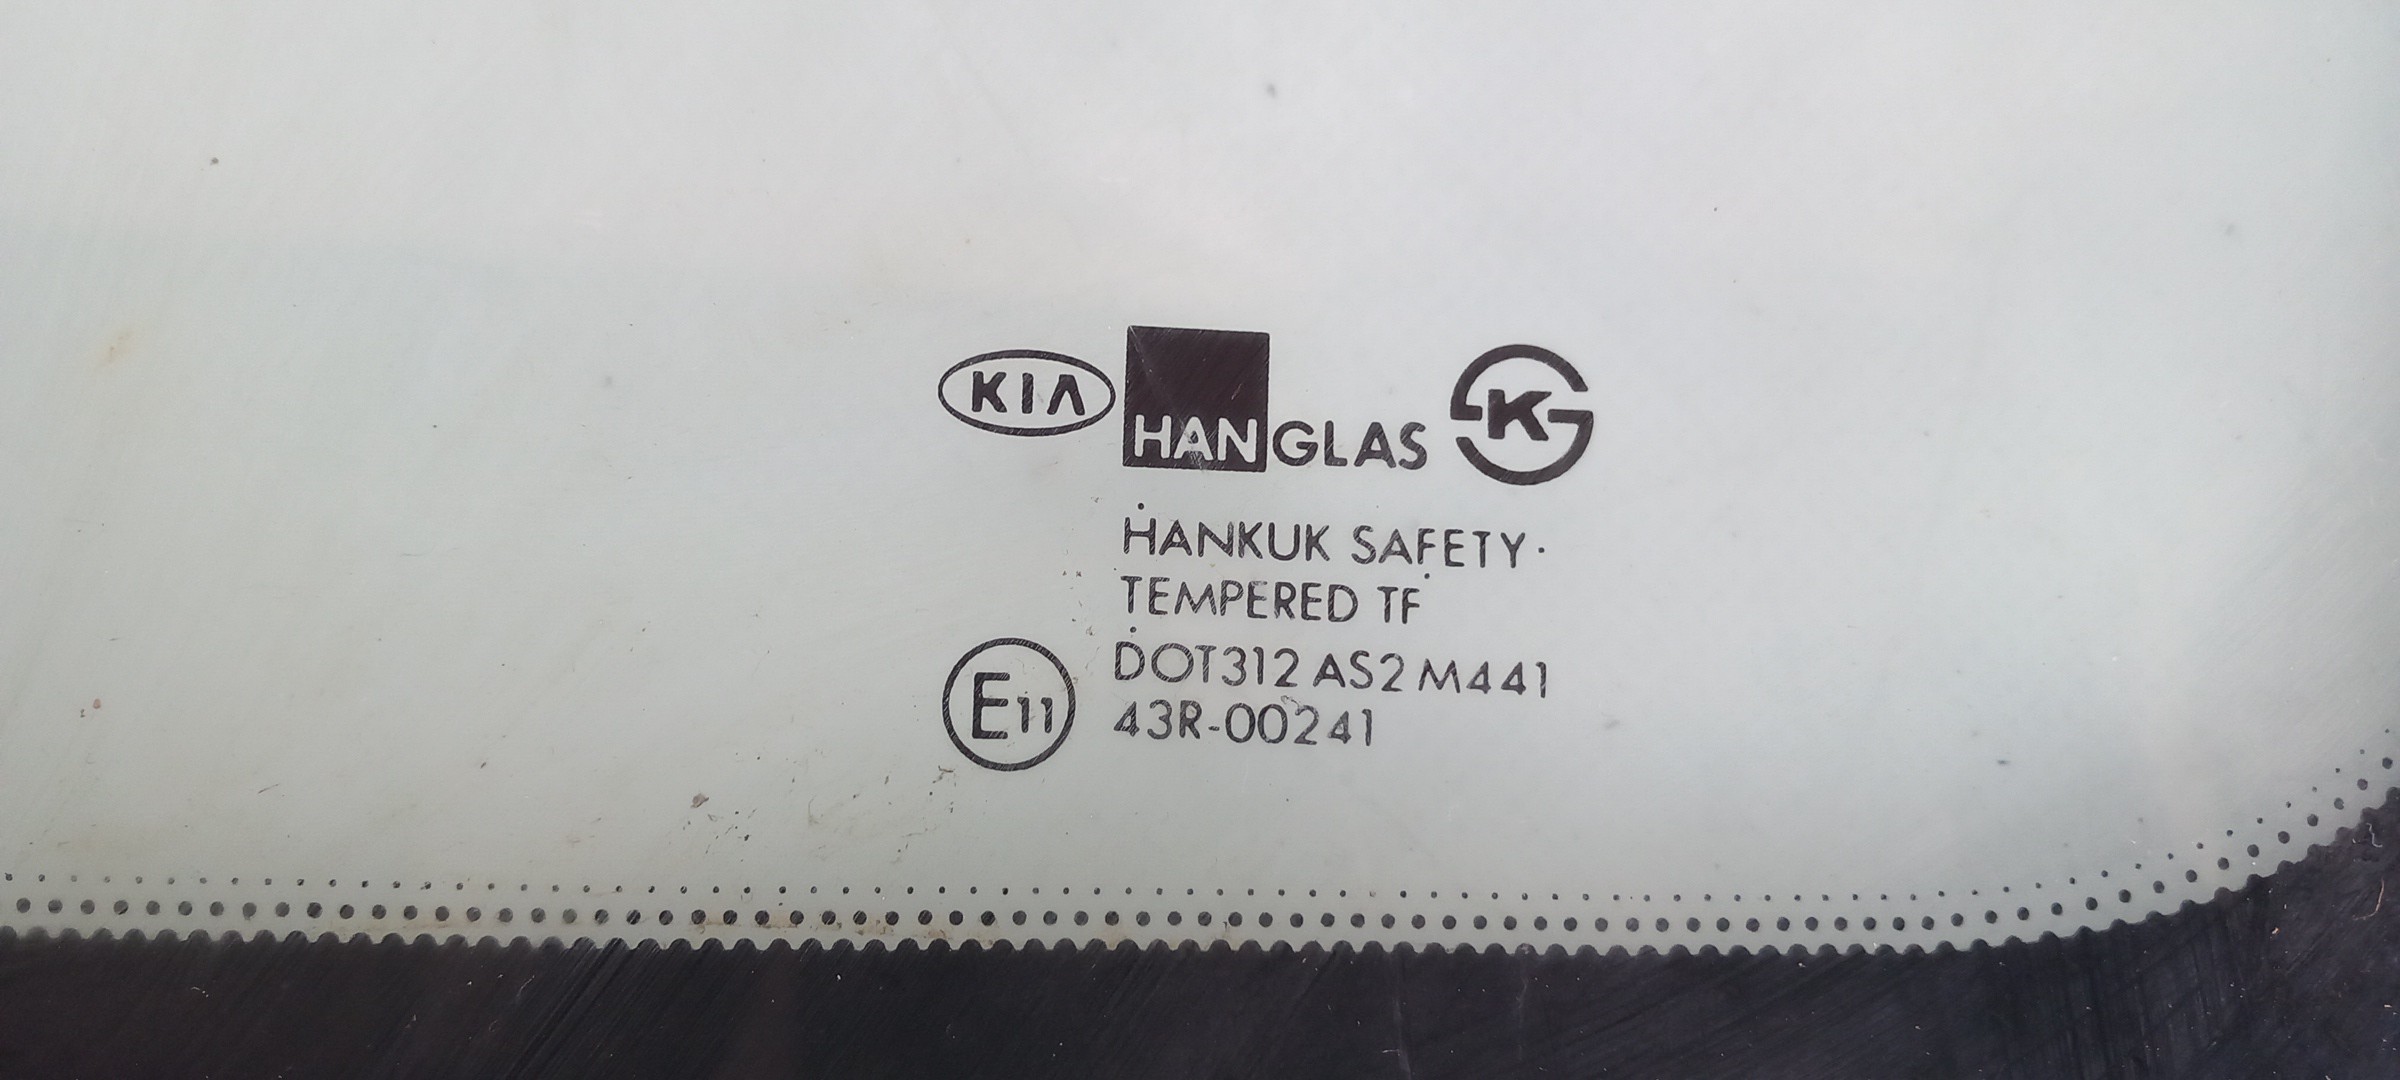 KIA HANGLAS K
HANKUK SAFETY
TEMPERED TF
DOT312 AS2 M441
E11 43R-00241